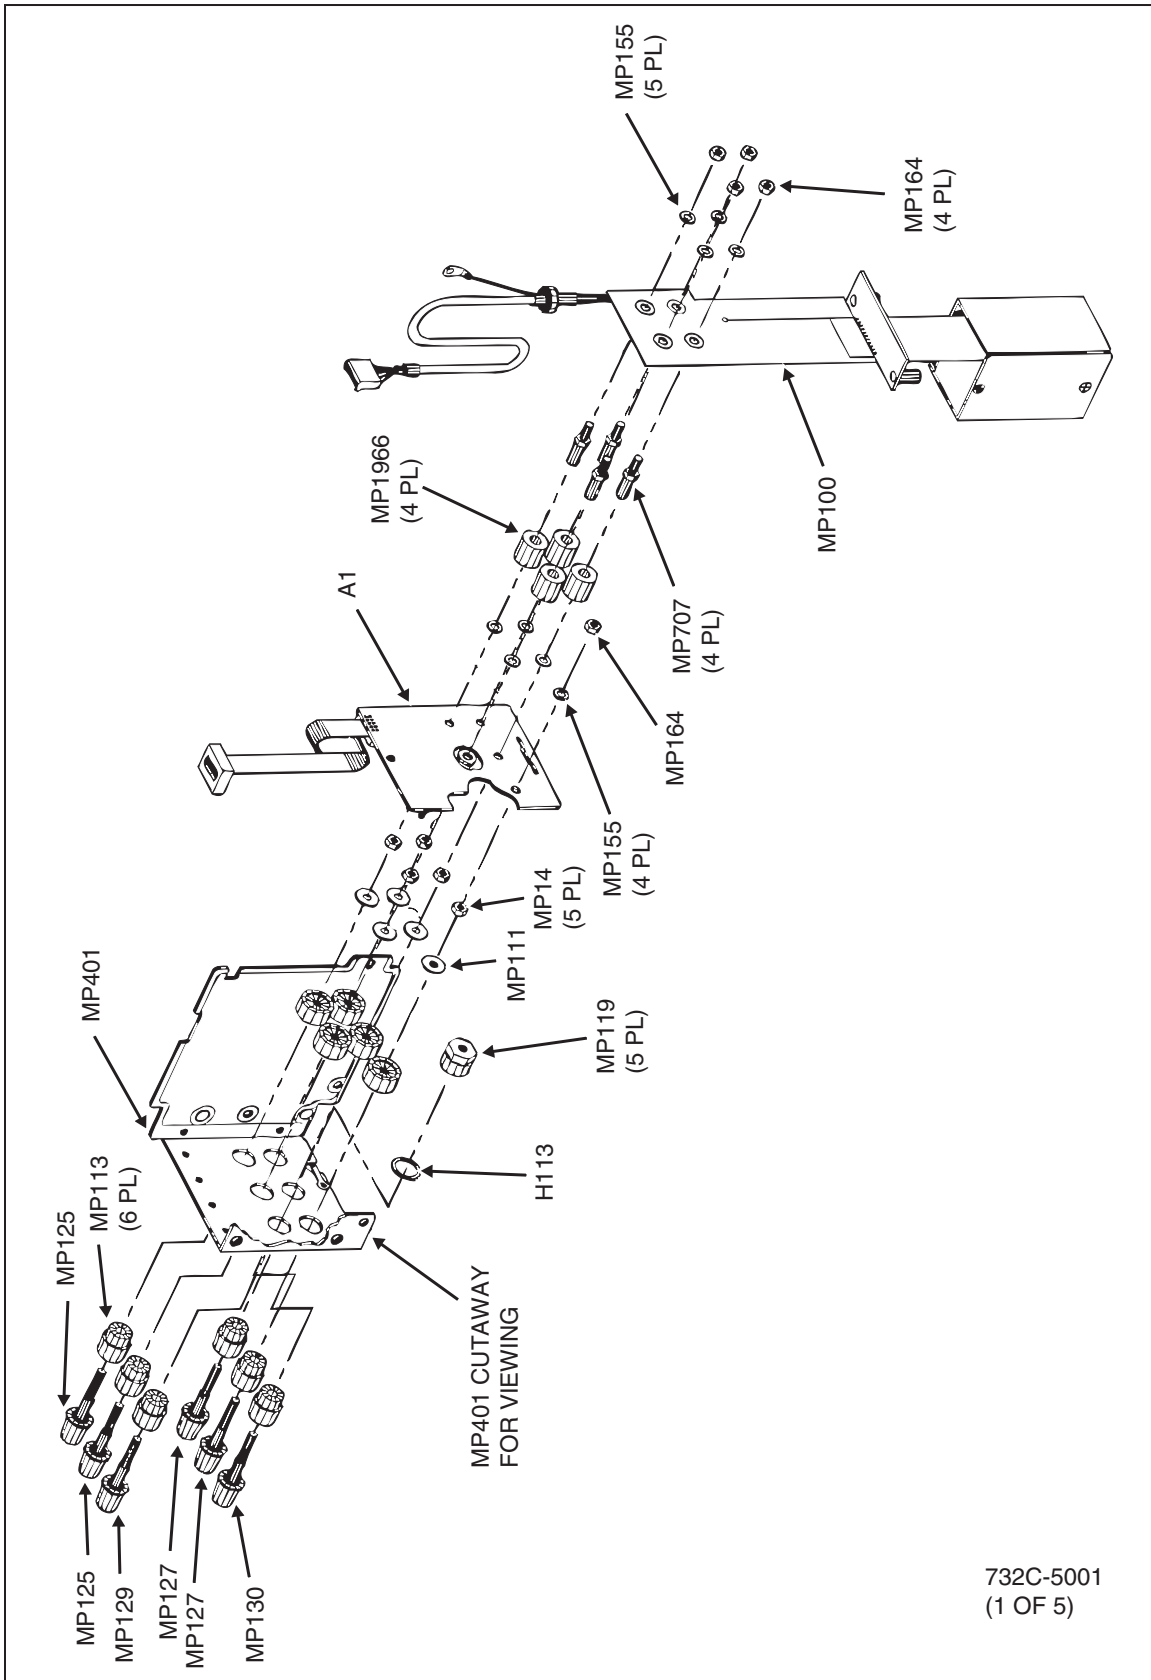 MP155
(5 PL)
MP164
(4 PL)
MP1966
(4 PL)
MP100
A1
MP707
(4 PL)
MP164
MP155
(4 PL)
MP14
(5 PL)
MP401
MP111
MP119
(5 PL)
H113
MP113
(6 PL)
MP125
MP401 CUTAWAY
FOR VIEWING
MP125
MP129
MP127
MP127
MP130
732C-5001
(1 OF 5)